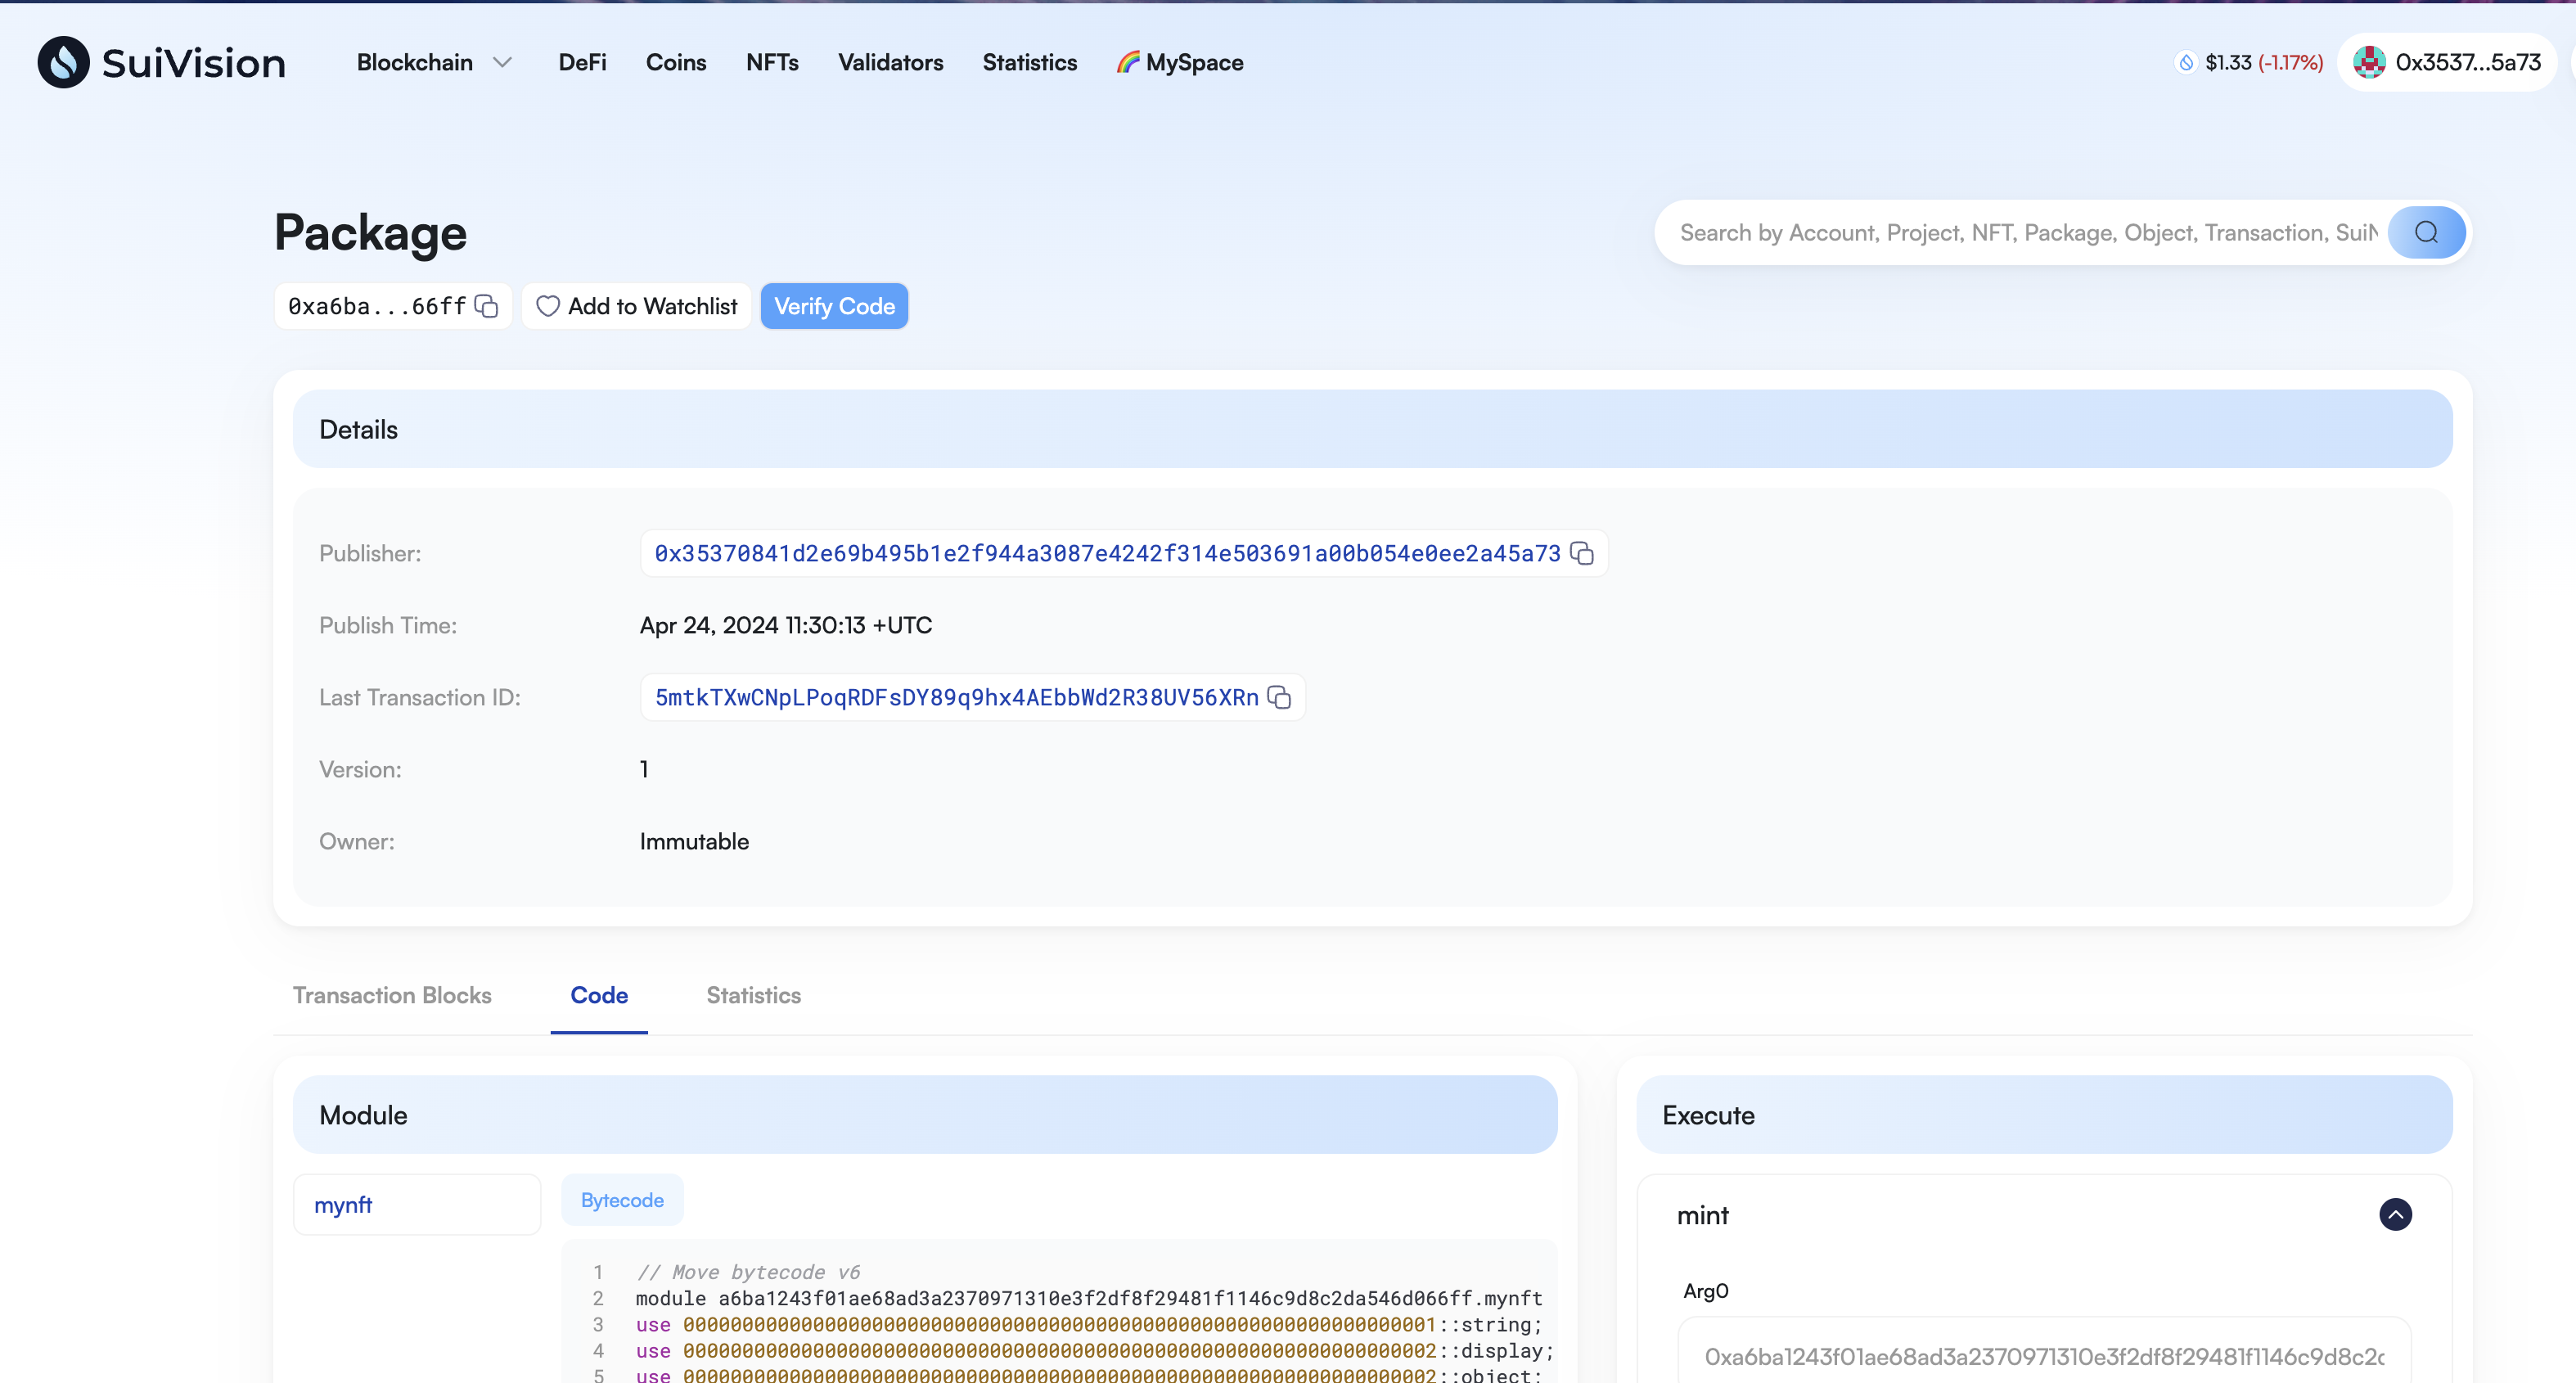 SuiVision
Blockchain DeFi Coins NFTs Validators Statistics MySpace
$1.33 (-1.17%) 0x3537...5a73
Package
Search by Account, Project, NFT, Package, Object, Transaction, SuiN
0xa6ba...66ff Add to Watchlist Verify Code
Details
Publisher: 0x35370841d2e69b495b1e2f944a3087e4242f314e503691a00b054e0ee2a45a73
Publish Time: Apr 24, 2024 11:30:13 +UTC
Last Transaction ID: 5mtkTXwCNpLPoqRDFsDY89q9hx4AEbbWd2R38UV56XRn
Version: 1
Owner: Immutable
Transaction Blocks Code Statistics
Module
mynft
Bytecode
1 // Move bytecode v6
2 module a6ba1243f01ae68ad3a2370971310e3f2df8f29481f1146c9d8c2da546d066ff.mynft
3 use 0000000000000000000000000000000000000000000000000000000000000001::string;
4 use 0000000000000000000000000000000000000000000000000000000000000002::display;
5 use 0000000000000000000000000000000000000000000000000000000000000002::object;
Execute
mint
Arg0
0xa6ba1243f01ae68ad3a2370971310e3f2df8f29481f1146c9d8c2c